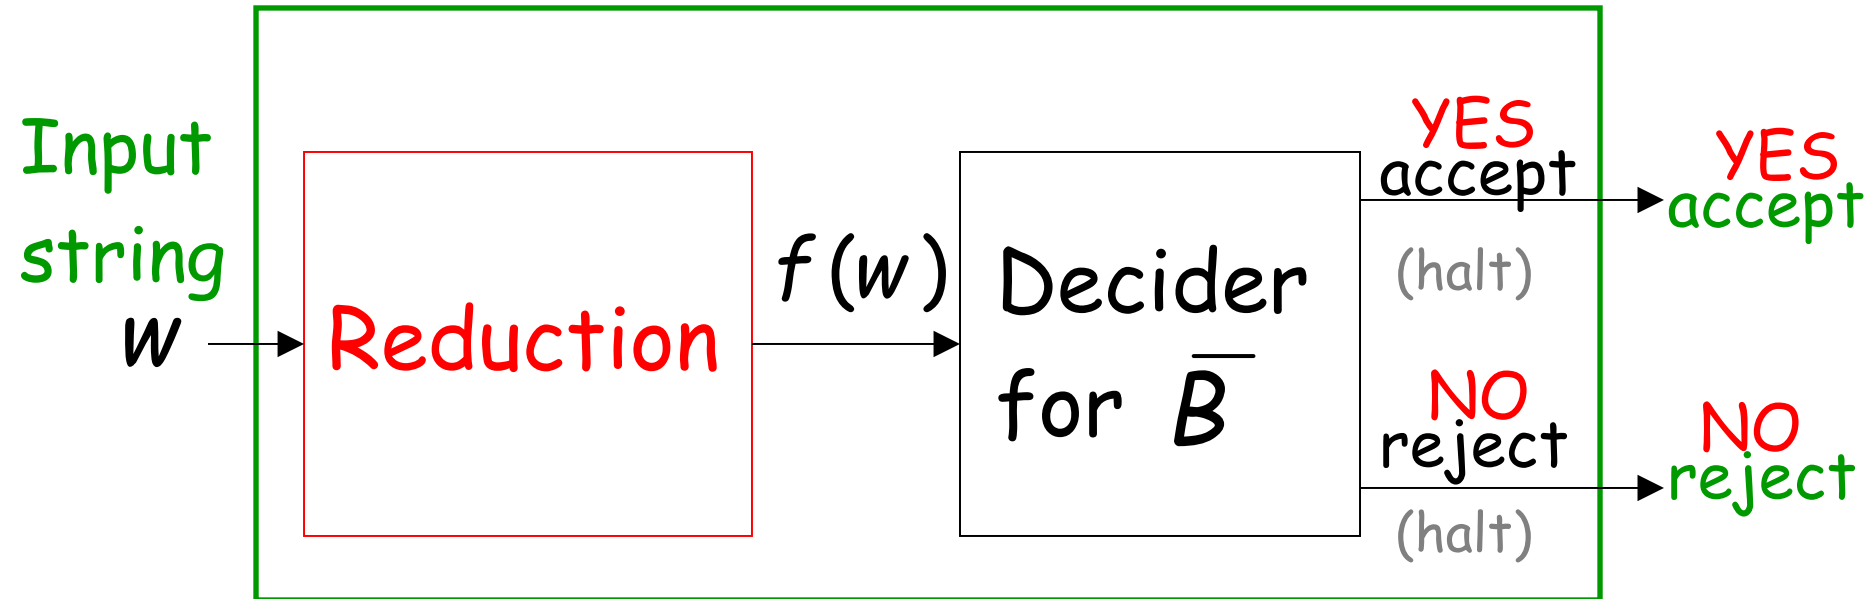 Input
string
w
Reduction
f(w)
Decider
for B̅
YES
accept
(halt)
NO
reject
(halt)
YES
accept
NO
reject